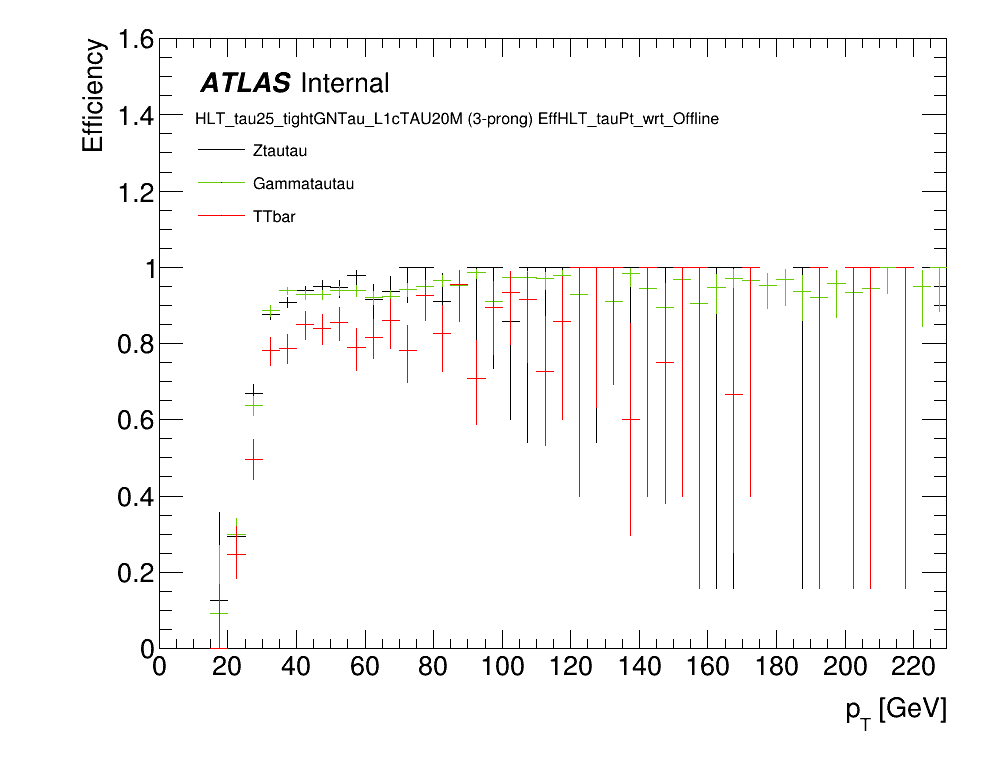 Efficiency
1.6
1.4
1.2
1
0.8
0.6
0.4
0.2
0
ATLAS Internal
HLT_tau25_tightGNTau_L1cTAU20M (3-prong) EffHLT_tauPt_wrt_Offline
Ztautau
Gammatautau
TTbar
0 20 40 60 80 100 120 140 160 180 200 220
p_T [GeV]